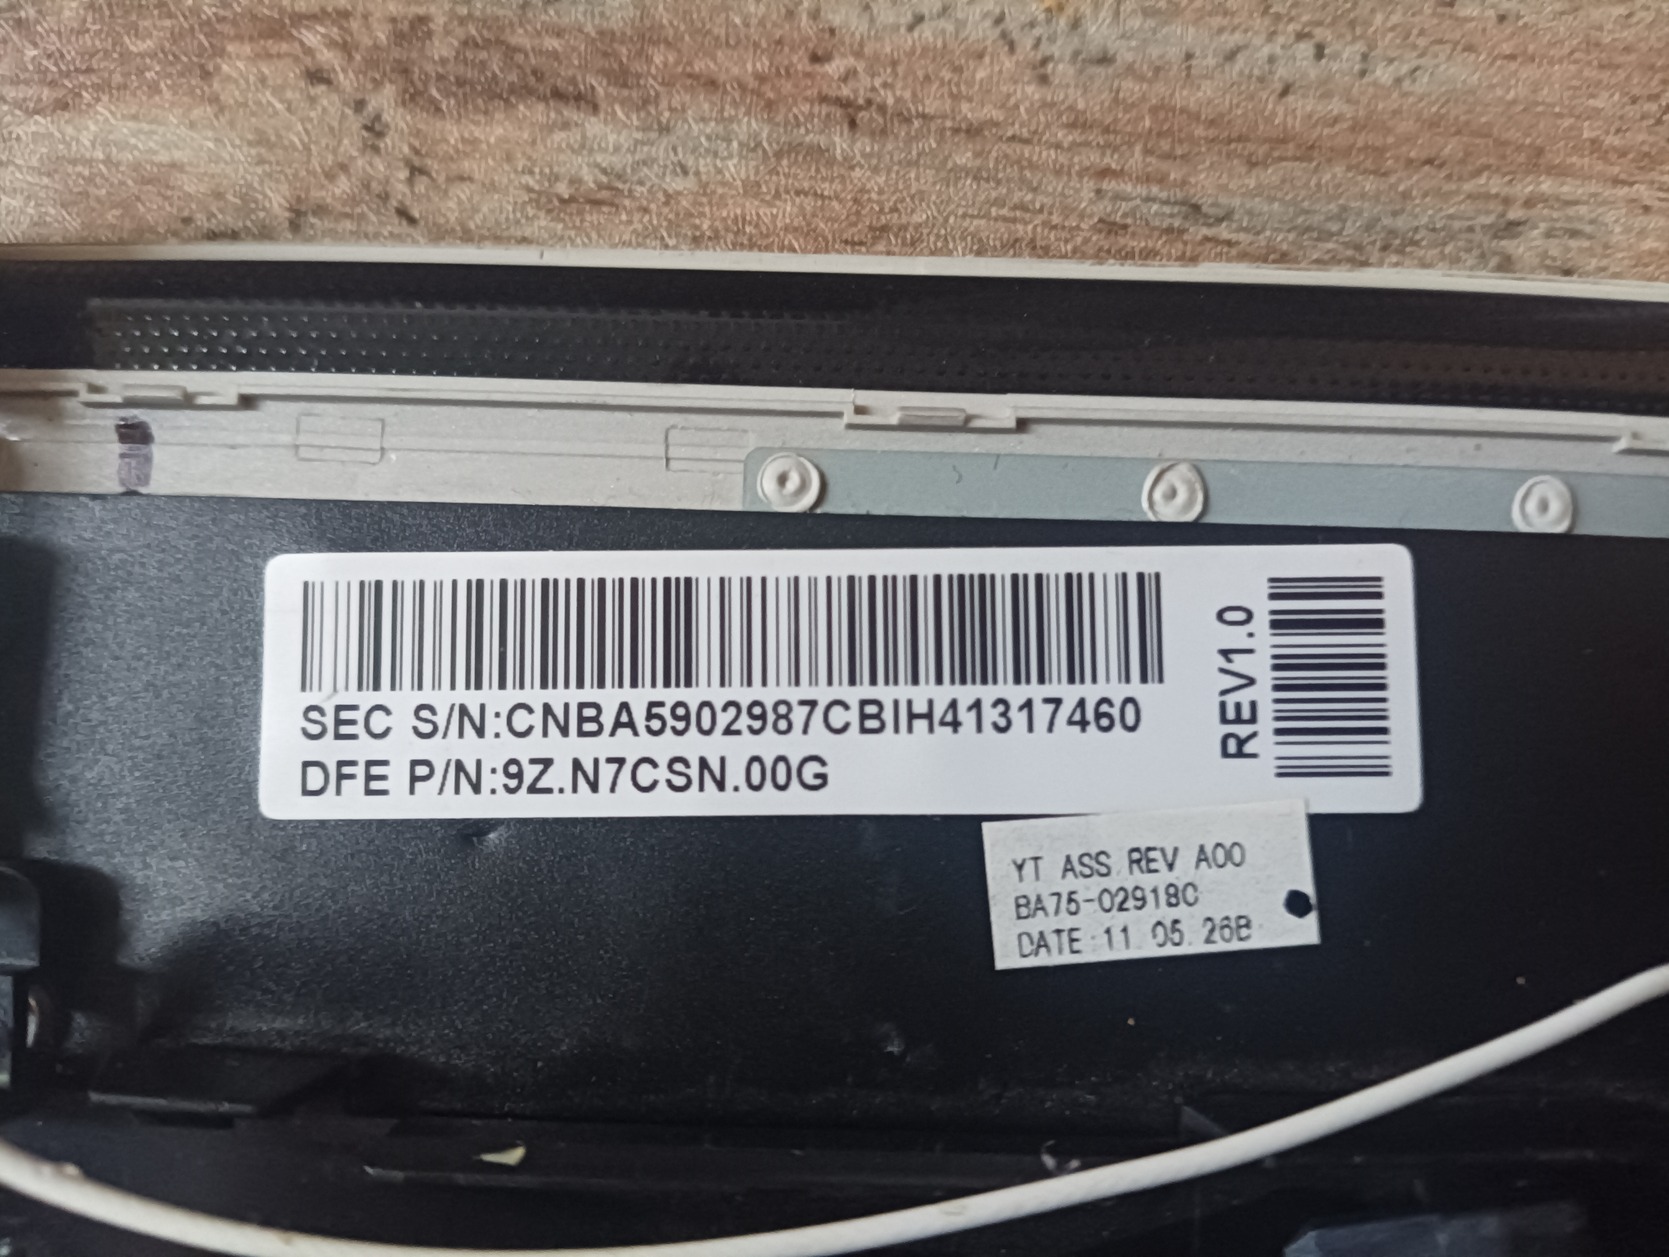 SEC S/N:CNBA5902987CBIH41317460
DFE P/N:9Z.N7CSN.00G
REV1.0
YT ASS REV A00
BA75-02918C
DATE:11.05.26B